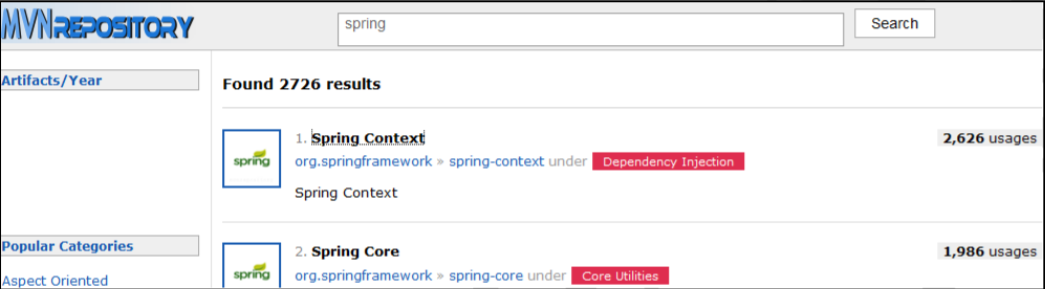 MVNREPOSITORY
spring
Search
Artifacts/Year
Found 2726 results
spring
1. Spring Context
2,626 usages
org.springframework » spring-context under Dependency Injection
Spring Context
Popular Categories
Aspect Oriented
spring
2. Spring Core
1,986 usages
org.springframework » spring-core under Core Utilities